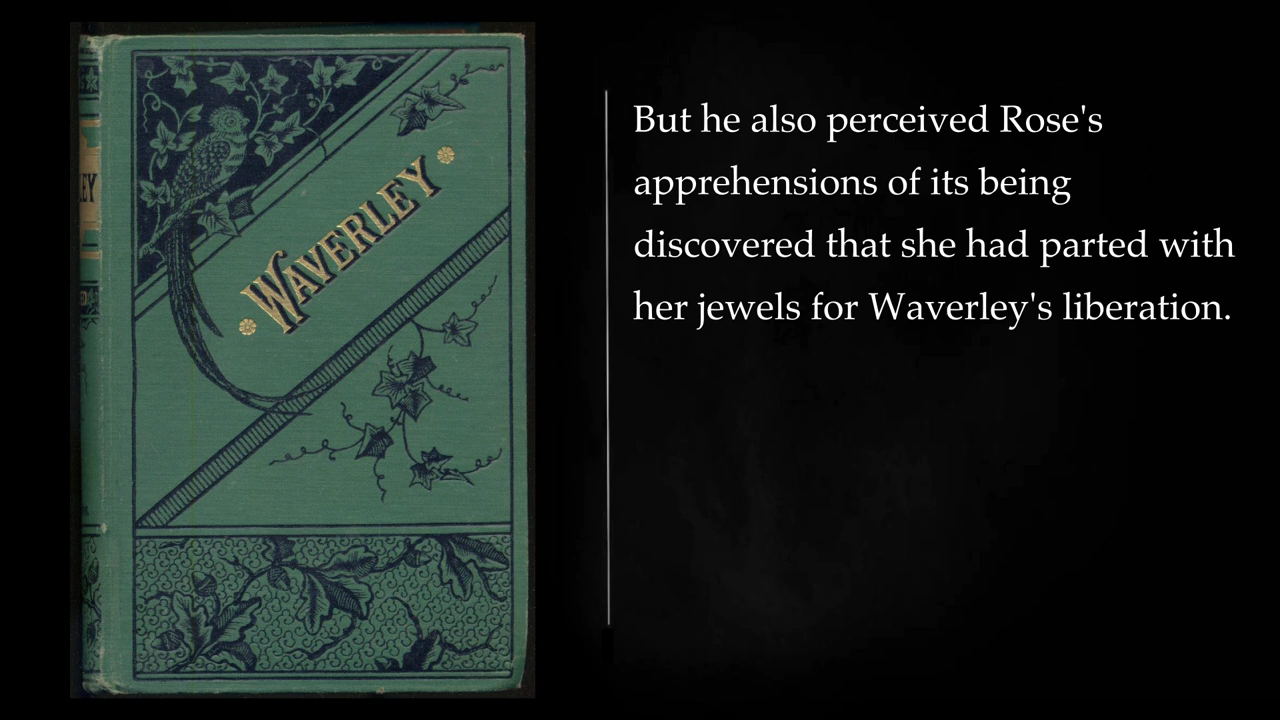 WAVERLEY
But he also perceived Rose's
apprehensions of its being
discovered that she had parted with
her jewels for Waverley's liberation.